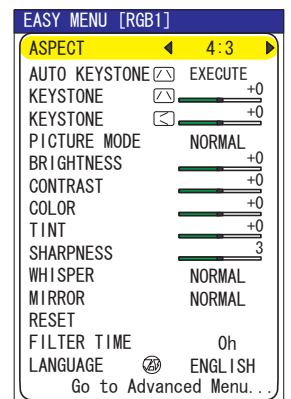 EASY MENU [RGB1]
ASPECT 4:3
AUTO KEYSTONE EXECUTE
KEYSTONE +0
KEYSTONE +0
PICTURE MODE NORMAL
BRIGHTNESS +0
CONTRAST +0
COLOR +0
TINT +0
SHARPNESS 3
WHISPER NORMAL
MIRROR NORMAL
RESET
FILTER TIME 0h
LANGUAGE ENGLISH
Go to Advanced Menu...